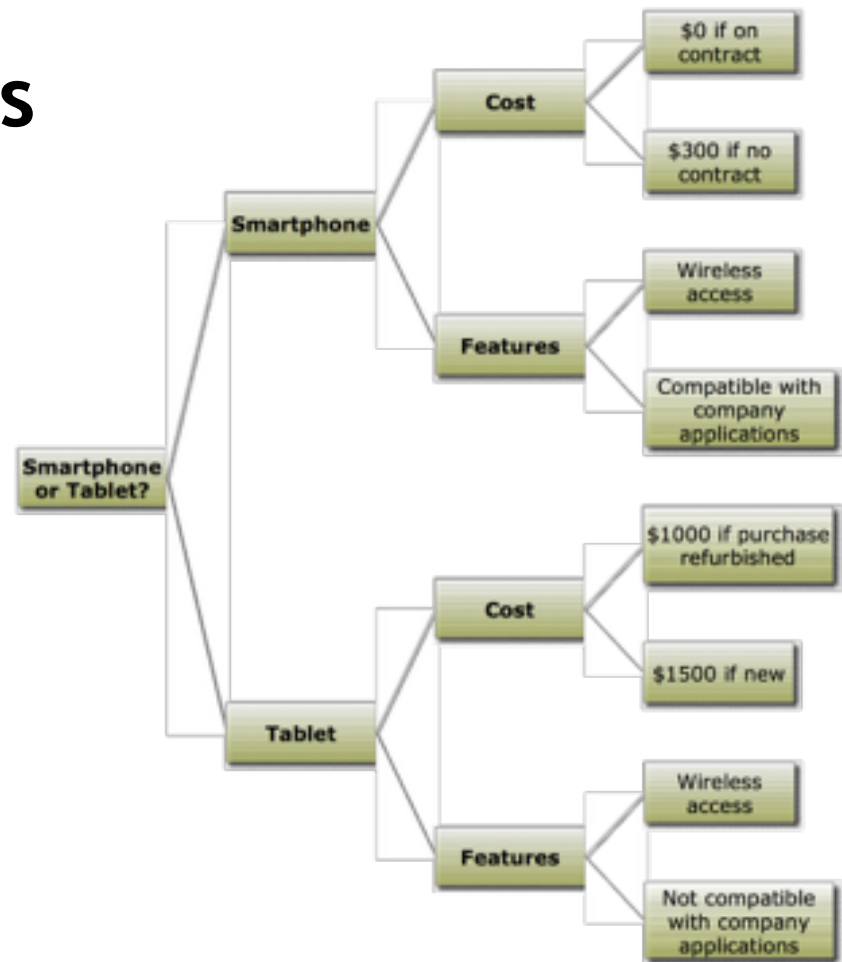 s
$0 if on
contract
Cost
$300 if no
contract
Smartphone
Wireless
access
Features
Compatible with
company
applications
Smartphone
or Tablet?
$1000 if purchase
refurbished
Cost
$1500 if new
Tablet
Wireless
access
Features
Not compatible
with company
applications